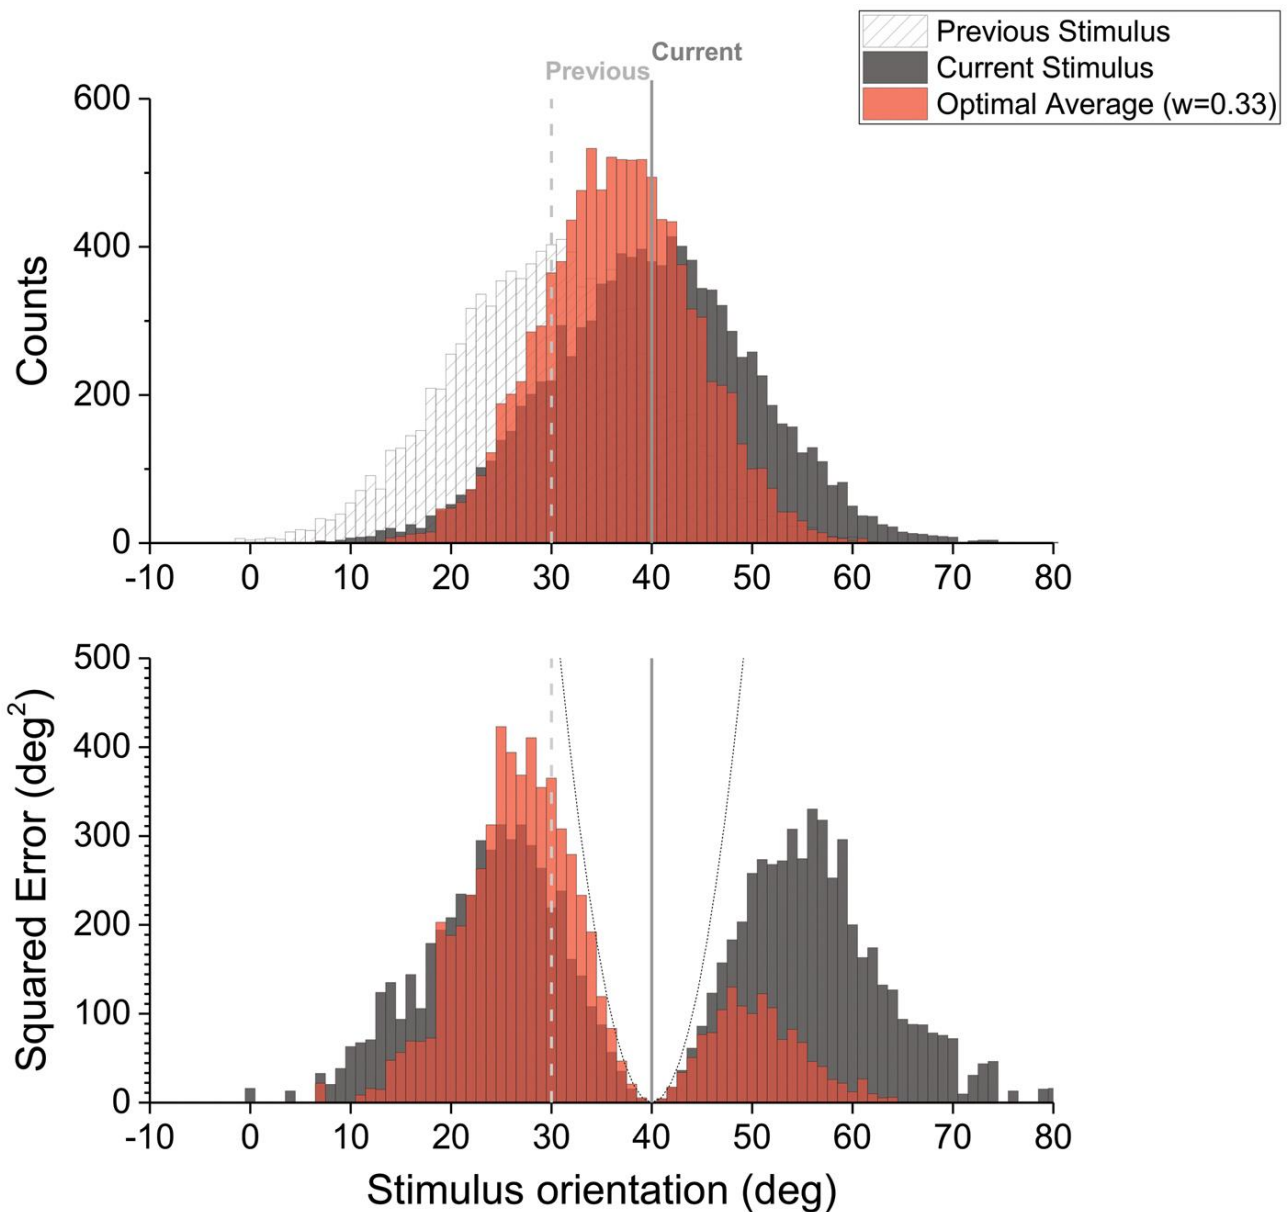 Previous Stimulus
Current Stimulus
Optimal Average (w=0.33)
Current
Previous
600
400
200
0
Counts
-10 0 10 20 30 40 50 60 70 80
500
400
300
200
100
0
Squared Error (deg²)
-10 0 10 20 30 40 50 60 70 80
Stimulus orientation (deg)